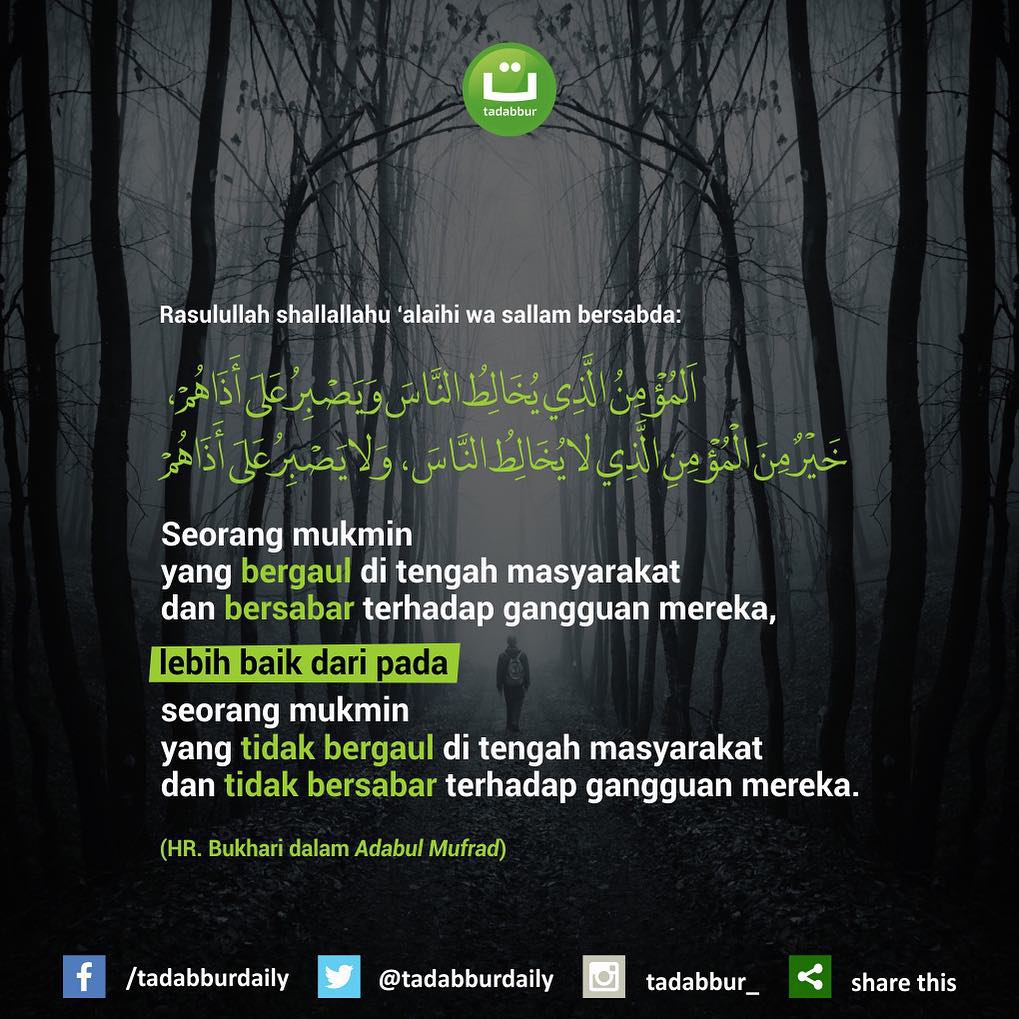 tadabbur
Rasulullah shallallahu ‘alaihi wa sallam bersabda:
اَلمُؤْمِنُ الَّذِي يُخَالِطُ النَّاسَ وَيَصْبِرُ عَلَى أَذَاهُمْ،
خَيْرٌ مِنَ الْمُؤْمِنِ الَّذِي لا يُخَالِطُ النَّاسَ، وَلا يَصْبِرُ عَلَى أَذَاهُمْ
Seorang mukmin
yang bergaul di tengah masyarakat
dan bersabar terhadap gangguan mereka,
lebih baik dari pada
seorang mukmin
yang tidak bergaul di tengah masyarakat
dan tidak bersabar terhadap gangguan mereka.
(HR. Bukhari dalam Adabul Mufrad)
/tadabburdaily @tadabburdaily tadabbur_ share this